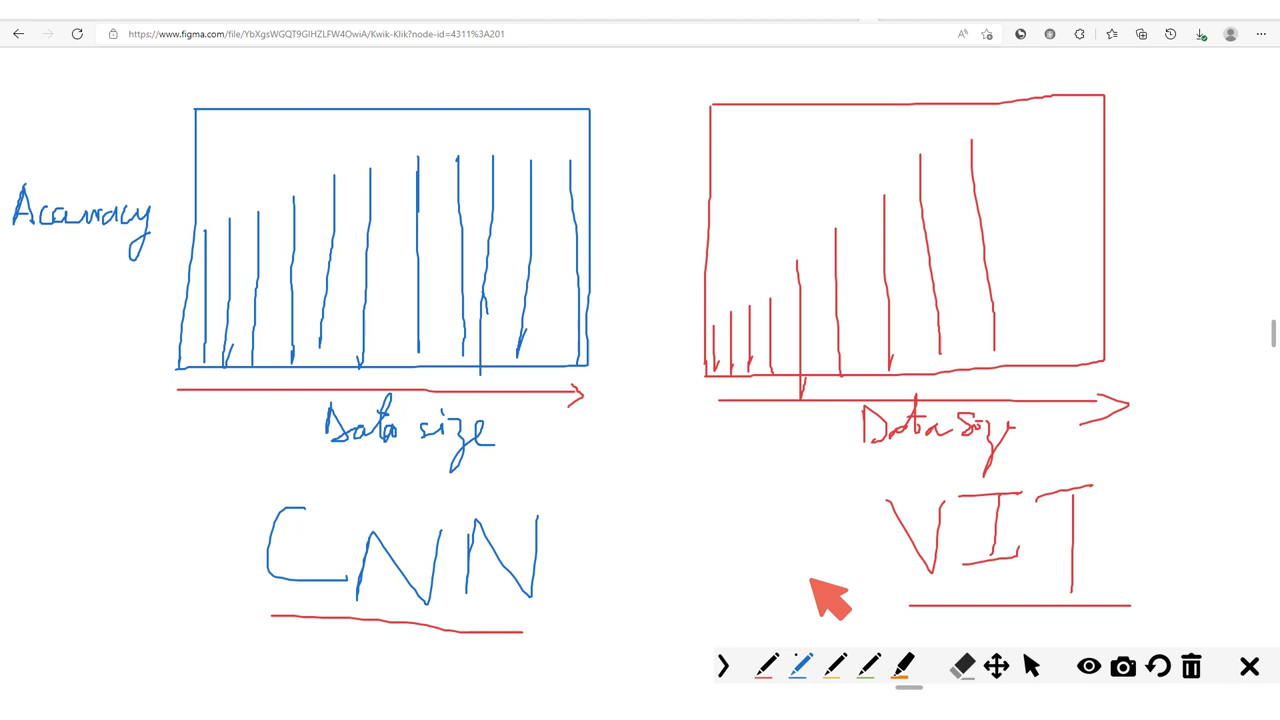 https://www.figma.com/file/YbXgsWGQT9GIHZLFW4OwiA/Kwik-Klik?node-id=4311%3A201
Accuracy
Data size
Data Size
CNN
VIT